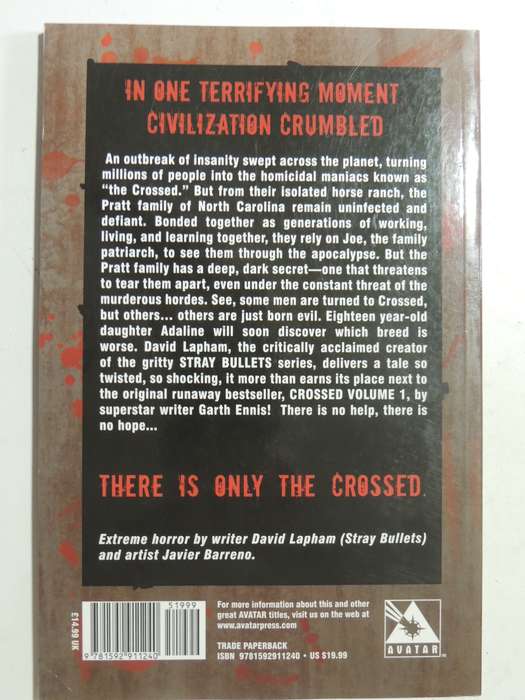 IN ONE TERRIFYING MOMENT
CIVILIZATION CRUMBLED
An outbreak of insanity swept across the planet, turning
millions of people into the homicidal maniacs known as
“the Crossed.” But from their isolated horse ranch, the
Pratt family of North Carolina remain uninfected and
defiant. Bonded together as generations of working,
living, and learning together, they rely on Joe, the family
patriarch, to see them through the apocalypse. But the
Pratt family has a deep, dark secret—one that threatens
to tear them apart, even under the constant threat of the
murderous hordes. See, some men are turned to Crossed,
but others... others are just born evil. Eighteen year-old
daughter Adaline will soon discover which breed is
worse. David Lapham, the critically acclaimed creator
of the gritty STRAY BULLETS series, delivers a tale so
twisted, so shocking, it more than earns its place next to
the original runaway bestseller, CROSSED VOLUME 1, by
superstar writer Garth Ennis! There is no help, there is
no hope...
THERE IS ONLY THE CROSSED.
Extreme horror by writer David Lapham (Stray Bullets)
and artist Javier Barreno.
£14.99 UK
51999
9 781592 911240
For more information about this and other
great AVATAR titles, visit us on the web at
www.avatarpress.com
TRADE PAPERBACK
ISBN 9781592911240 • US $19.99
AVATAR